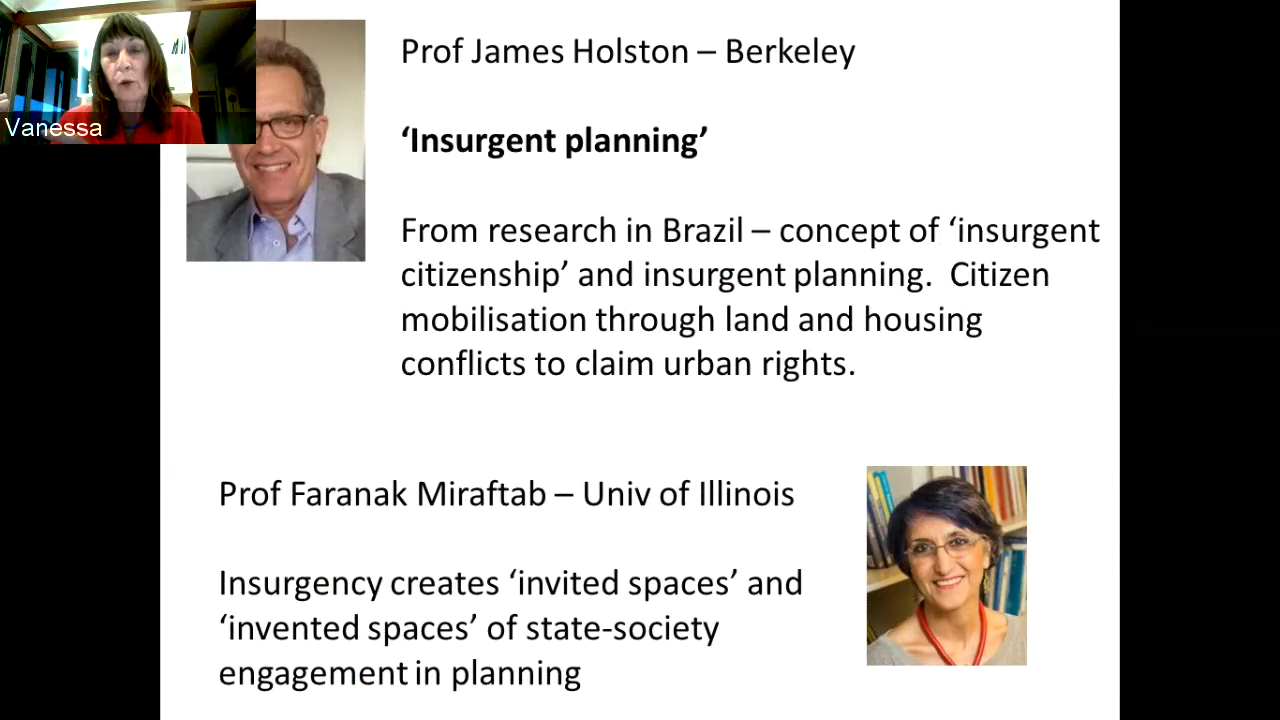 Prof James Holston – Berkeley
Vanessa
‘Insurgent planning’
From research in Brazil – concept of ‘insurgent
citizenship’ and insurgent planning.  Citizen
mobilisation through land and housing
conflicts to claim urban rights.
Prof Faranak Miraftab – Univ of Illinois
Insurgency creates ‘invited spaces’ and
‘invented spaces’ of state-society
engagement in planning